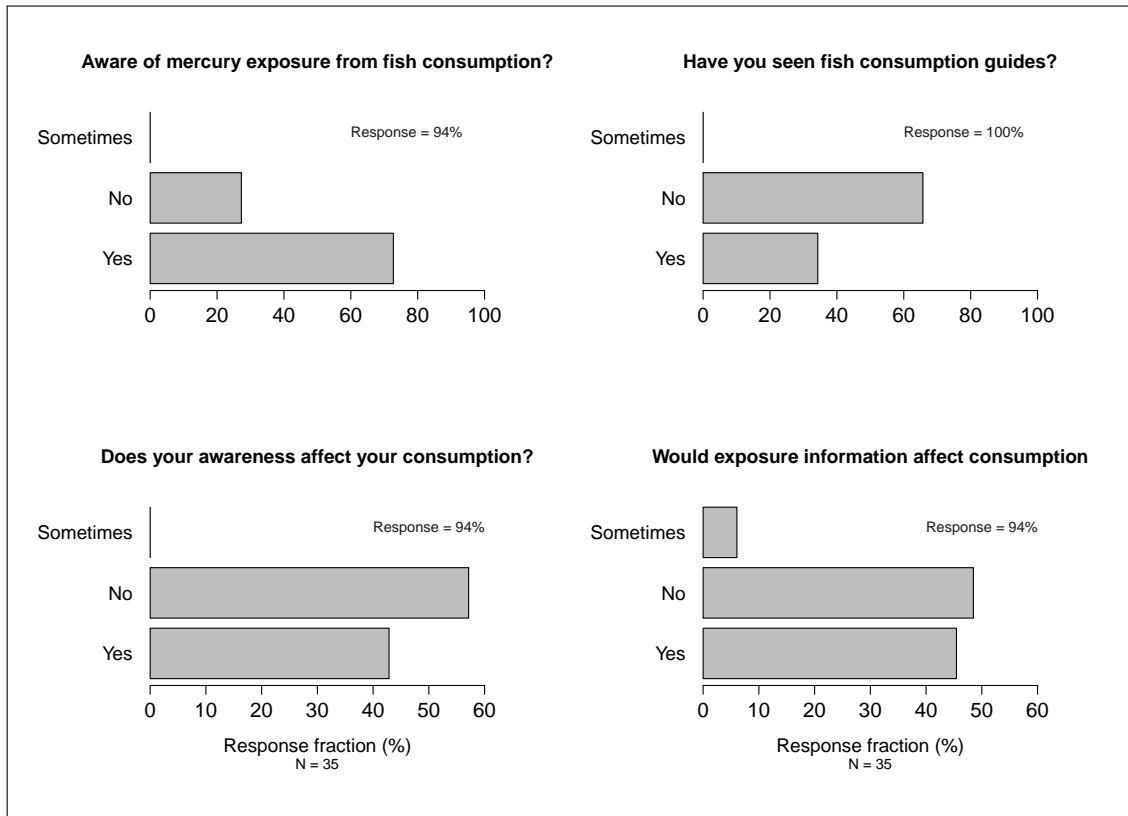 Aware of mercury exposure from fish consumption?
Sometimes
Response = 94%
No
Yes
0 20 40 60 80 100
Have you seen fish consumption guides?
Sometimes
Response = 100%
No
Yes
0 20 40 60 80 100
Does your awareness affect your consumption?
Sometimes
Response = 94%
No
Yes
0 10 20 30 40 50 60
Response fraction (%)
N = 35
Would exposure information affect consumption
Sometimes
Response = 94%
No
Yes
0 10 20 30 40 50 60
Response fraction (%)
N = 35